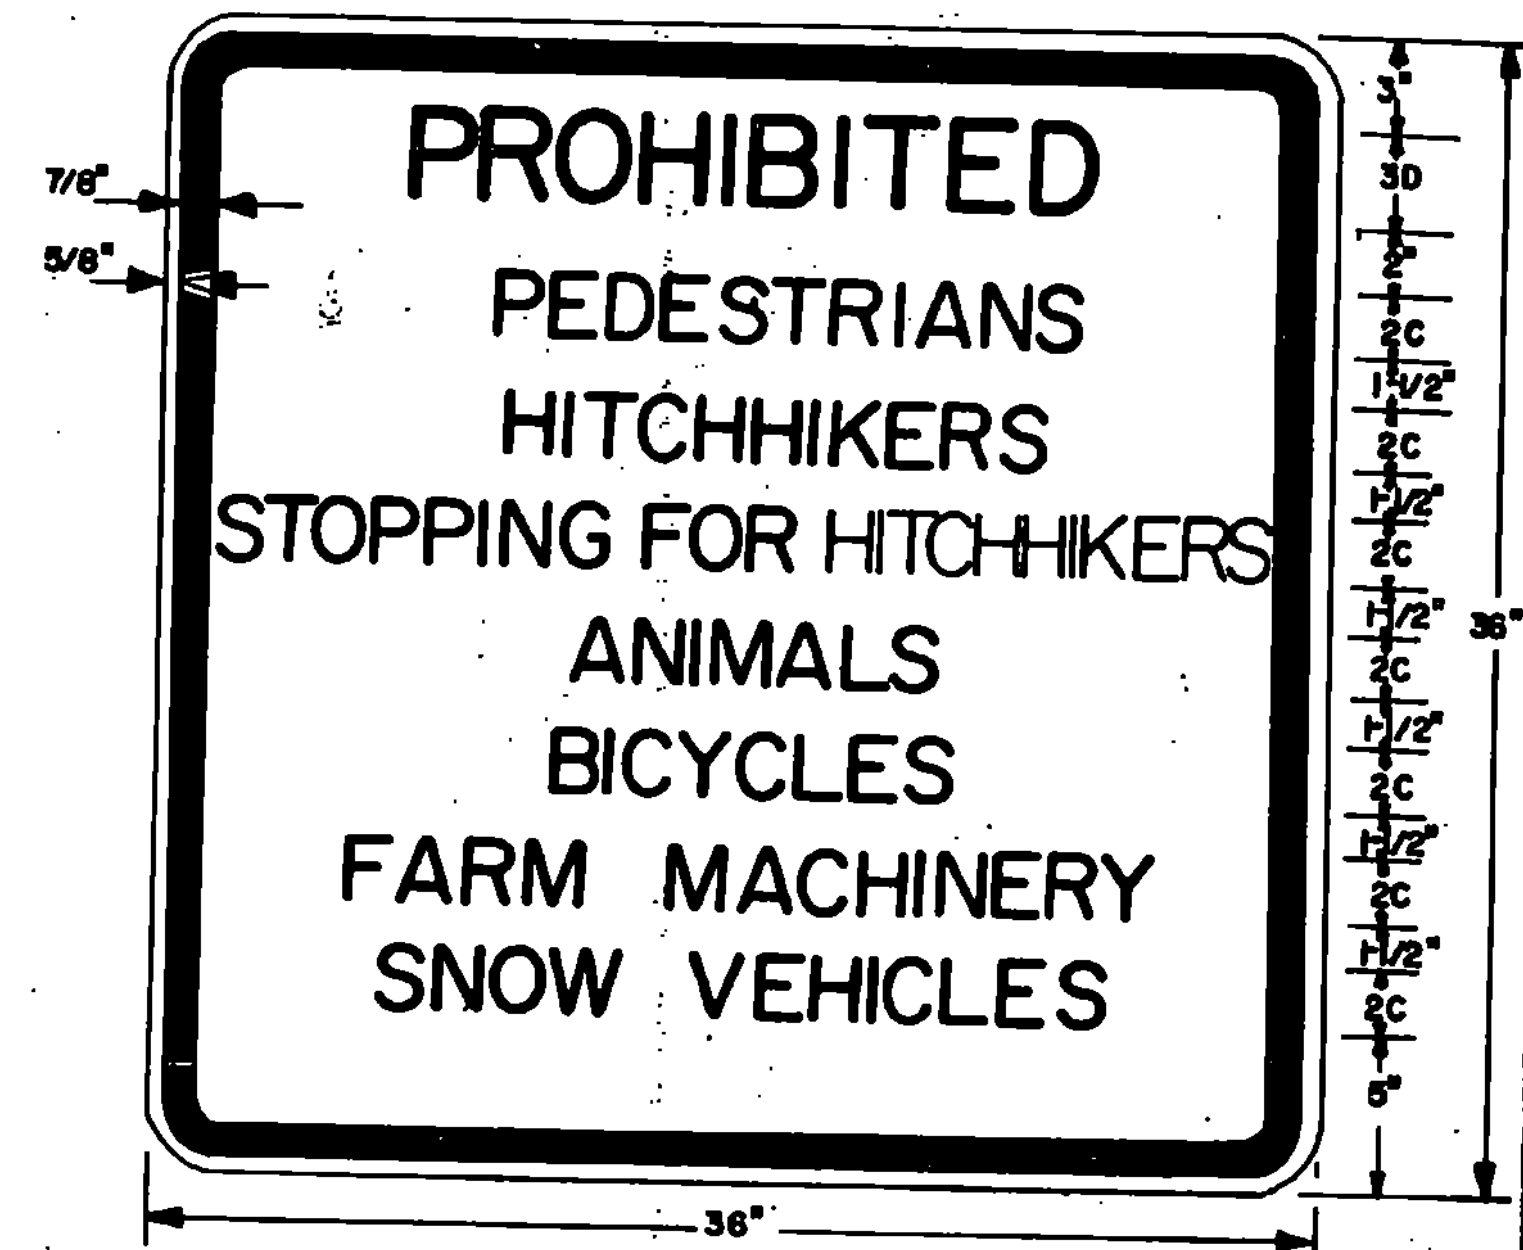 PROHIBITED
PEDESTRIANS
HITCHHIKERS
STOPPING FOR HITCHHIKERS
ANIMALS
BICYCLES
FARM MACHINERY
SNOW VEHICLES
7/8"
5/8"
3"
3D
2"
2C
1 1/2"
2C
1 1/2"
2C
1 1/2"
2C
1 1/2"
2C
1 1/2"
2C
1 1/2"
2C
5"
36"
36"